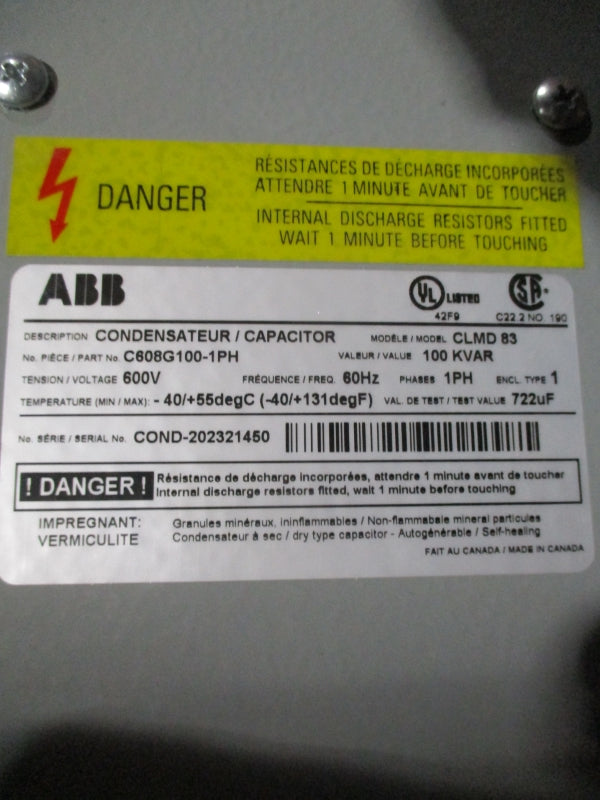 DANGER
RÉSISTANCES DE DÉCHARGE INCORPORÉES
ATTENDRE 1 MINUTE AVANT DE TOUCHER
INTERNAL DISCHARGE RESISTORS FITTED
WAIT 1 MINUTE BEFORE TOUCHING
ABB
UL LISTED
42F9
SA
C22.2 NO. 190
DESCRIPTION CONDENSATEUR / CAPACITOR MODÈLE / MODEL CLMD 83
No. PIÈCE / PART No. C608G100-1PH VALEUR / VALUE 100 KVAR
TENSION / VOLTAGE 600V FRÉQUENCE / FREQ. 60Hz PHASES 1PH ENCL. TYPE 1
TEMPERATURE (MIN / MAX): - 40/+55degC (-40/+131degF) VAL. DE TEST / TEST VALUE 722uF
No. SÉRIE / SERIAL No. COND-202321450
! DANGER ! Résistance de décharge incorporées, attendre 1 minute avant de toucher
Internal discharge resistors fitted, wait 1 minute before touching
IMPREGNANT: Granules minéraux, ininflammables / Non-flammabale mineral particules
VERMICULITE Condensateur à sec / dry type capacitor - Autogénérable / Self-healing
FAIT AU CANADA / MADE IN CANADA